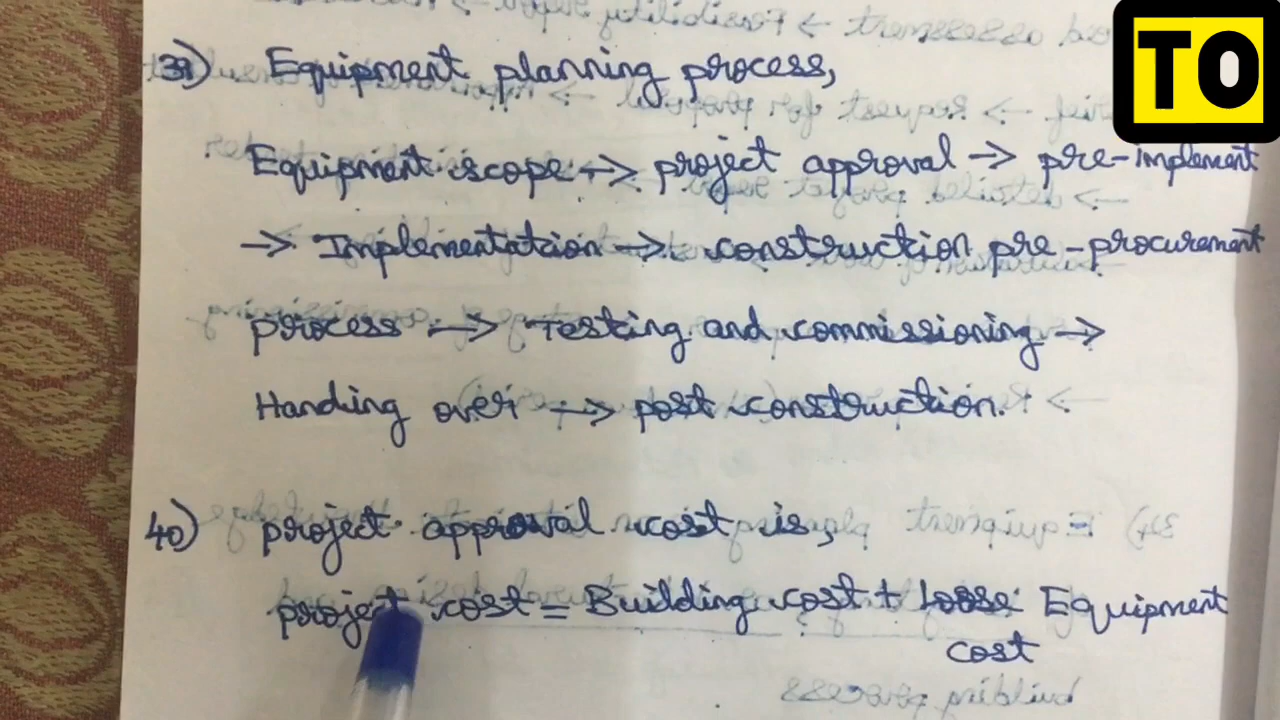 TO
39) Equipment planning process,
Equipment scope → project approval → pre-implement
→ Implementation → construction pre-procurement
process → Testing and commissioning →
Handing over → post construction.
40) project approval cost is,
project cost = Building cost + Loose Equipment
cost